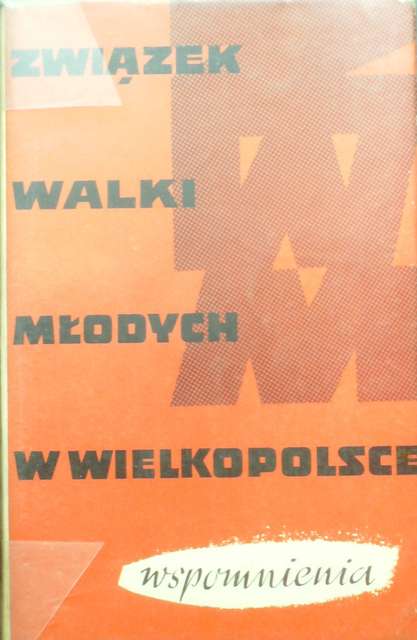 ZWIĄZEK
WALKI
MŁODYCH
W WIELKOPOLSCE
wspomnienia